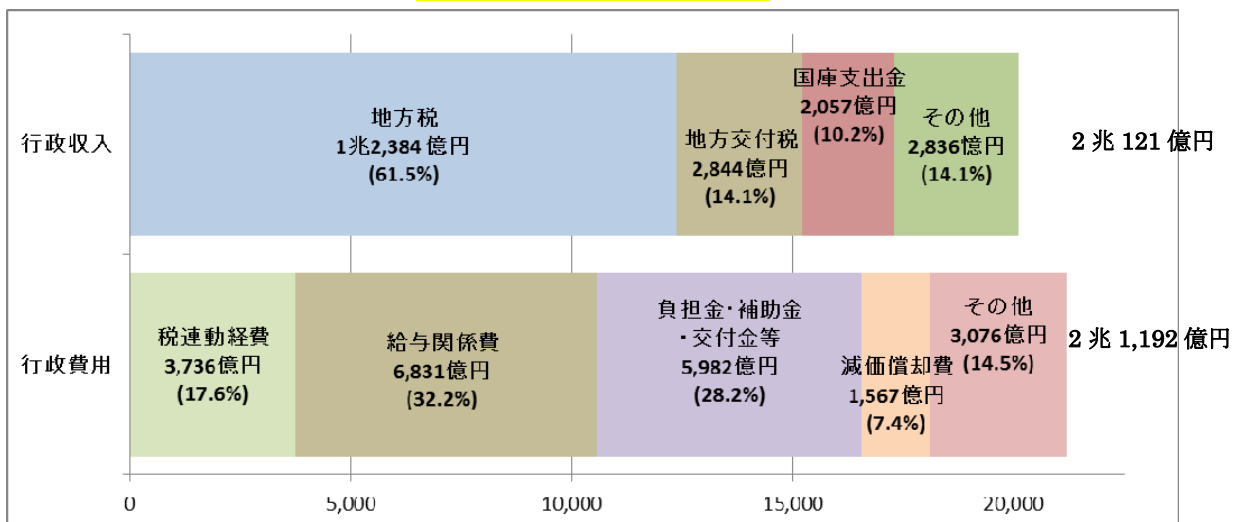 行政収入
地方税
1兆2,384億円
(61.5%)
地方交付税
2,844億円
(14.1%)
国庫支出金
2,057億円
(10.2%)
その他
2,836億円
(14.1%)
2兆121億円
行政費用
税連動経費
3,736億円
(17.6%)
給与関係費
6,831億円
(32.2%)
負担金・補助金
・交付金等
5,982億円
(28.2%)
減価償却費
1,567億円
(7.4%)
その他
3,076億円
(14.5%)
2兆1,192億円
0 5,000 10,000 15,000 20,000